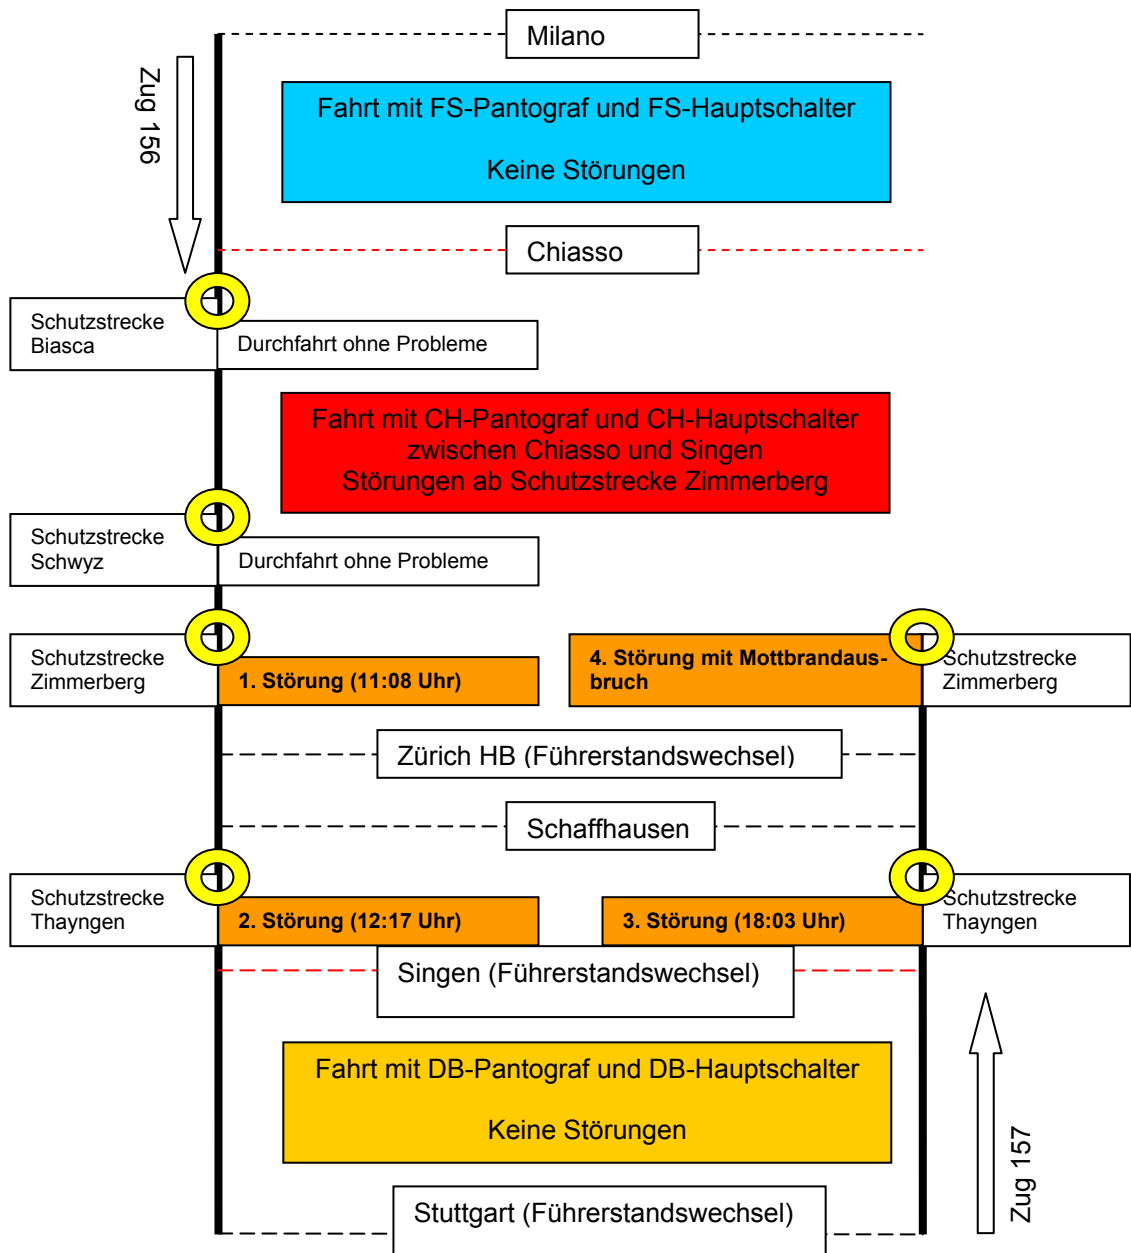 Milano
Zug 156
Fahrt mit FS-Pantograf und FS-Hauptschalter
Keine Störungen
Chiasso
Schutzstrecke
Biasca
Durchfahrt ohne Probleme
Fahrt mit CH-Pantograf und CH-Hauptschalter
zwischen Chiasso und Singen
Störungen ab Schutzstrecke Zimmerberg
Schutzstrecke
Schwyz
Durchfahrt ohne Probleme
Schutzstrecke
Zimmerberg
1. Störung (11:08 Uhr)
4. Störung mit Mottbrandaus-
bruch
Schutzstrecke
Zimmerberg
Zürich HB (Führerstandswechsel)
Schaffhausen
Schutzstrecke
Thayngen
2. Störung (12:17 Uhr)
3. Störung (18:03 Uhr)
Schutzstrecke
Thayngen
Singen (Führerstandswechsel)
Fahrt mit DB-Pantograf und DB-Hauptschalter
Keine Störungen
Zug 157
Stuttgart (Führerstandswechsel)